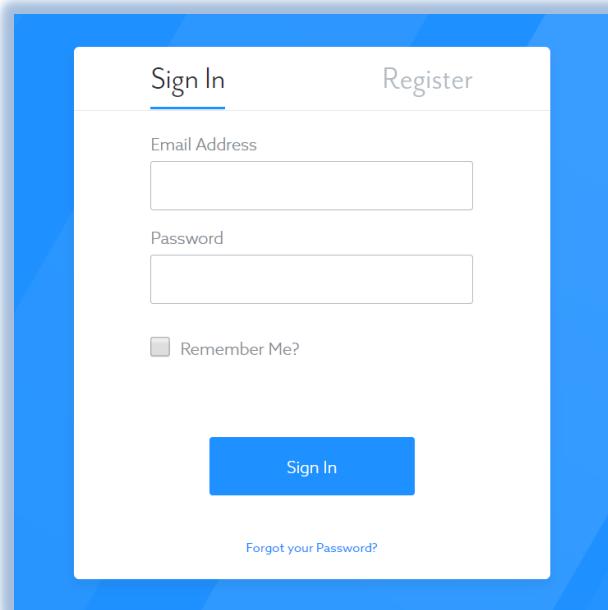 Sign In Register
Email Address
Password
Remember Me?
Sign In
Forgot your Password?